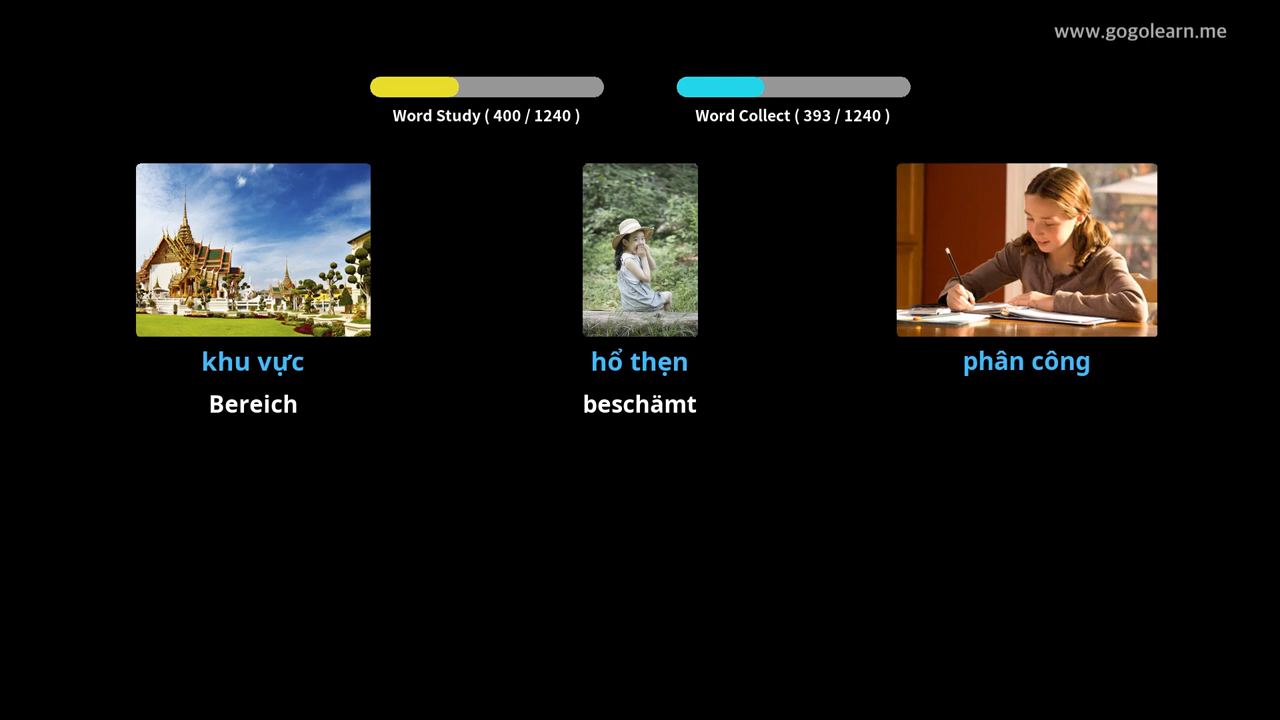 www.gogolearn.me
Word Study ( 400 / 1240 )
Word Collect ( 393 / 1240 )
khu vực
hổ thẹn
phân công
Bereich
beschämt